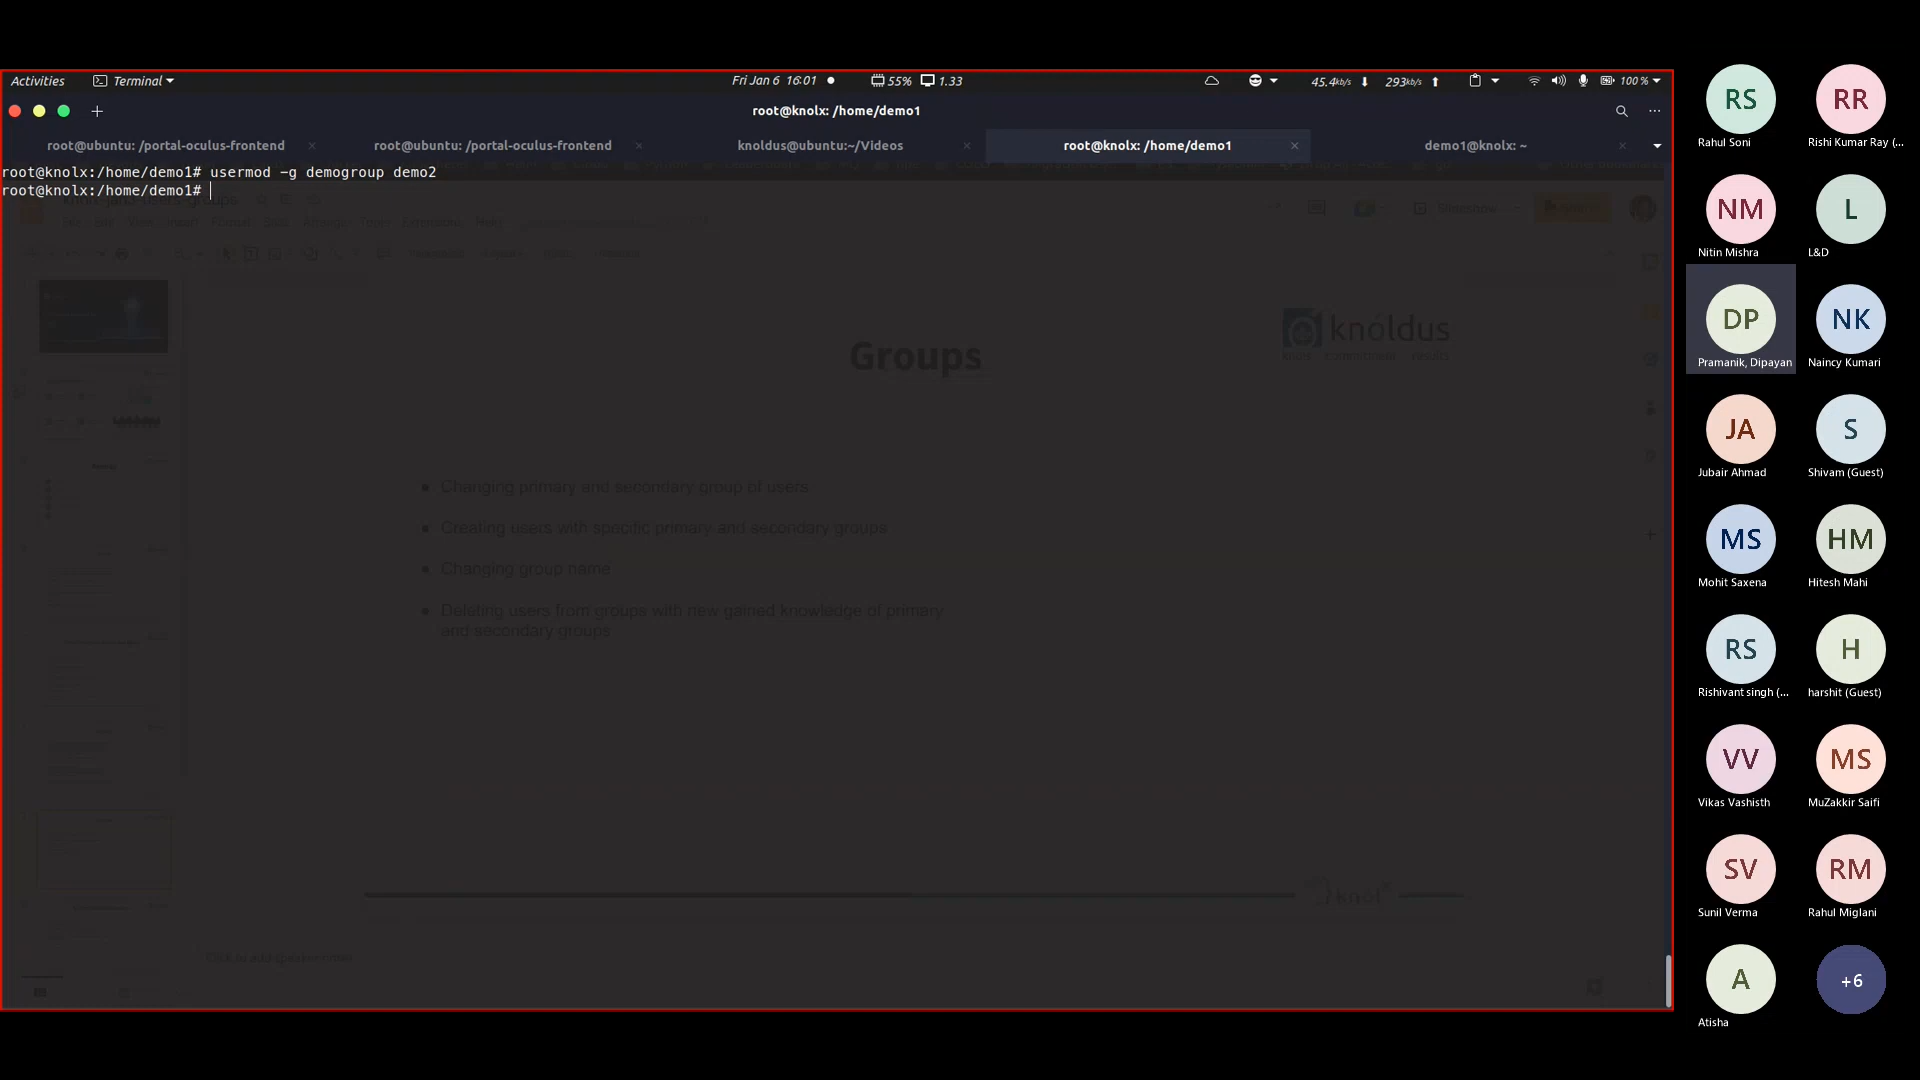 Activities
Terminal
Fri Jan 6 16:01
55%
1.33
45.4kb/s
293kb/s
100 %
root@knolx: /home/demo1
root@ubuntu: /portal-oculus-frontend
root@ubuntu: /portal-oculus-frontend
knoldus@ubuntu:~/Videos
root@knolx: /home/demo1
demo1@knolx: ~
root@knolx:/home/demo1# usermod -g demogroup demo2
root@knolx:/home/demo1#
Slideshow
knoldus
Groups
Changing primary and secondary group of users
Creating users with specific primary and secondary groups
Changing group name
Deleting users from groups with new gained knowledge of primary
and secondary groups
RS
Rahul Soni
RR
Rishi Kumar Ray (...
NM
Nitin Mishra
L
L&D
DP
Pramanik, Dipayan
NK
Naincy Kumari
JA
Jubair Ahmad
S
Shivam (Guest)
MS
Mohit Saxena
HM
Hitesh Mahi
RS
Rishivant singh (...
H
harshit (Guest)
VV
Vikas Vashisth
MS
MuZakkir Saifi
SV
Sunil Verma
RM
Rahul Miglani
A
Atisha
+6